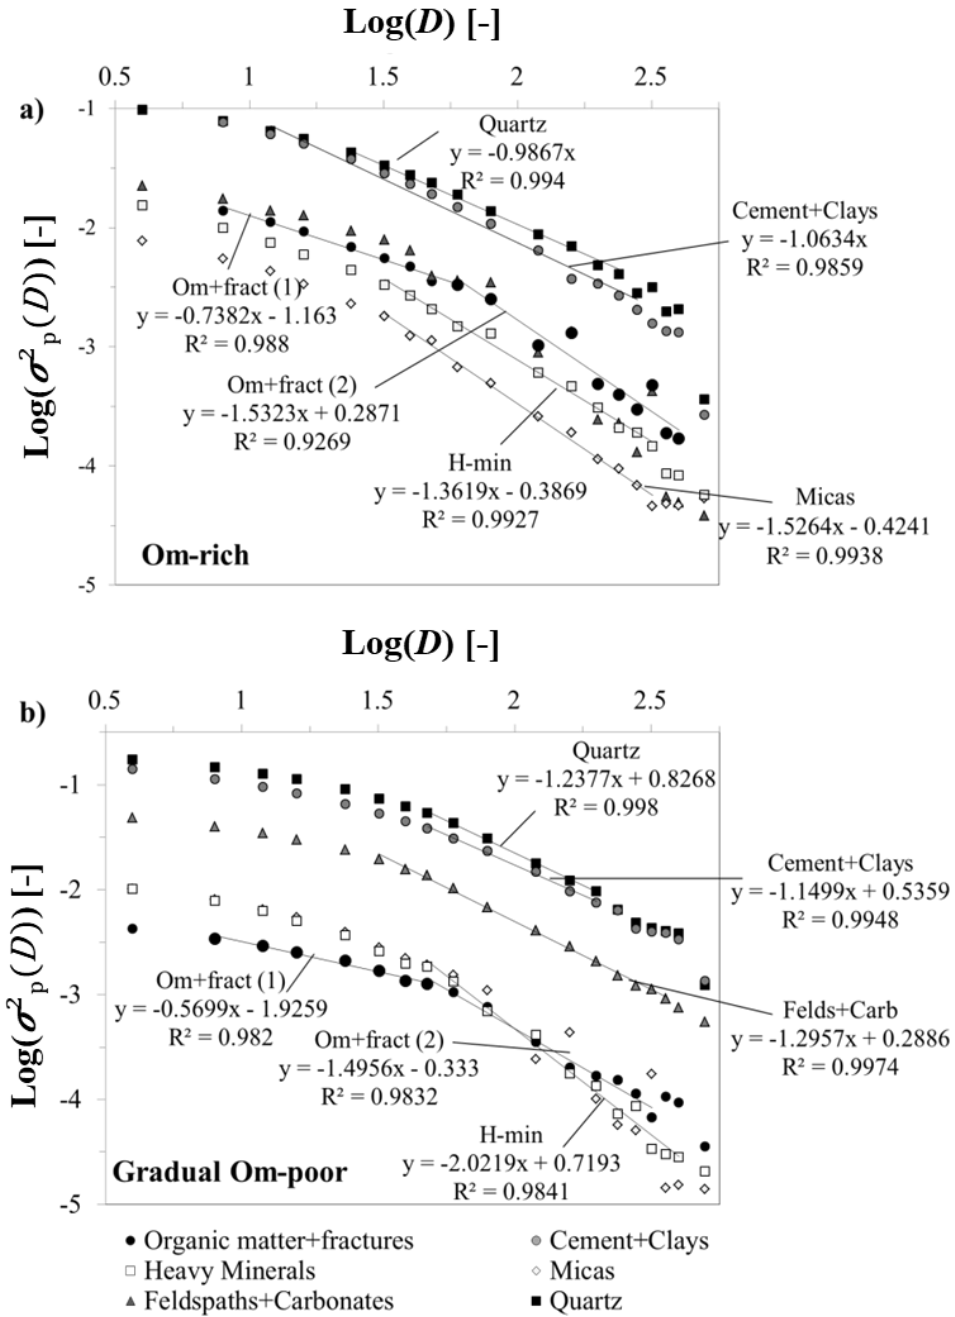 Log(D) [-]
0.5 1 1.5 2 2.5
a)
-1
Quartz
y = -0.9867x
R² = 0.994
Cement+Clays
y = -1.0634x
R² = 0.9859
-2
Om+fract (1)
y = -0.7382x - 1.163
R² = 0.988
Log(σ²p(D)) [-]
-3
Om+fract (2)
y = -1.5323x + 0.2871
R² = 0.9269
H-min
y = -1.3619x - 0.3869
R² = 0.9927
-4
Micas
y = -1.5264x - 0.4241
R² = 0.9938
Om-rich
-5
Log(D) [-]
0.5 1 1.5 2 2.5
b)
Quartz
y = -1.2377x + 0.8268
R² = 0.998
-1
Cement+Clays
y = -1.1499x + 0.5359
R² = 0.9948
-2
Log(σ²p(D)) [-]
Om+fract (1)
y = -0.5699x - 1.9259
R² = 0.982
-3
Felds+Carb
y = -1.2957x + 0.2886
R² = 0.9974
Om+fract (2)
y = -1.4956x - 0.333
R² = 0.9832
-4
H-min
y = -2.0219x + 0.7193
R² = 0.9841
Gradual Om-poor
-5
Organic matter+fractures Cement+Clays
Heavy Minerals Micas
Feldspaths+Carbonates Quartz